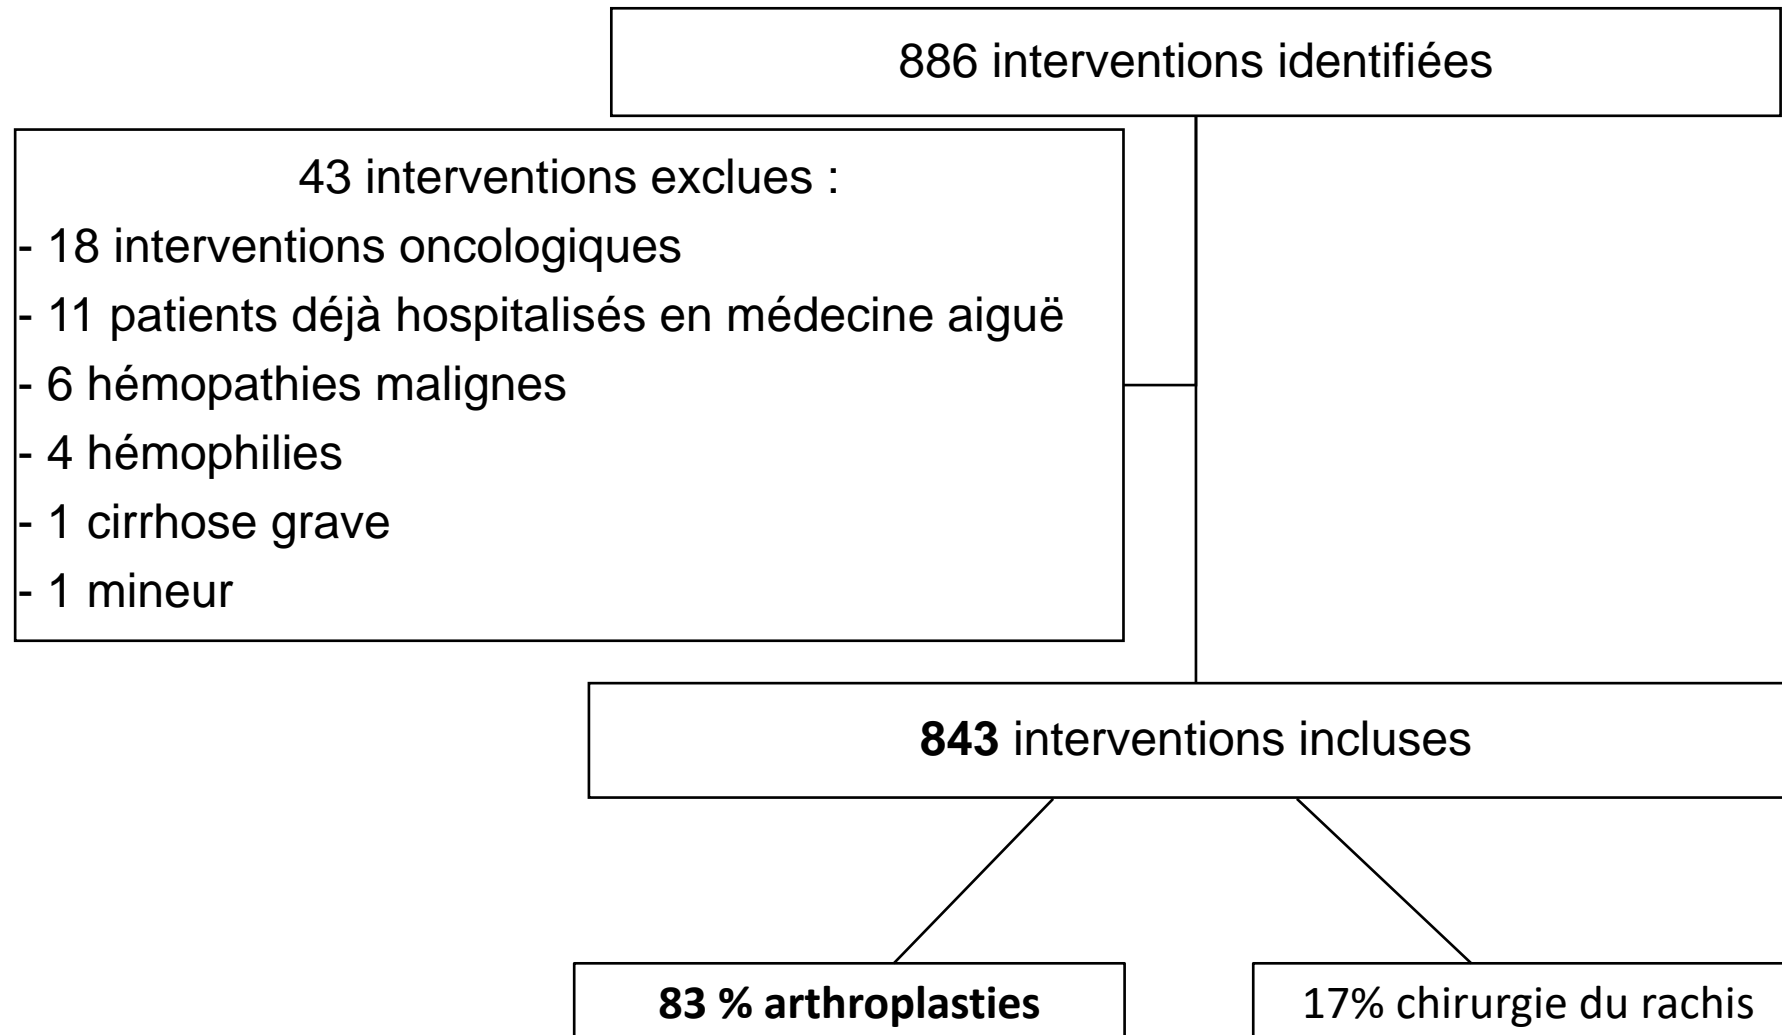 886 interventions identifiées
43 interventions exclues :
- 18 interventions oncologiques
- 11 patients déjà hospitalisés en médecine aiguë
- 6 hémopathies malignes
- 4 hémophilies
- 1 cirrhose grave
- 1 mineur
843 interventions incluses
83 % arthroplasties
17% chirurgie du rachis